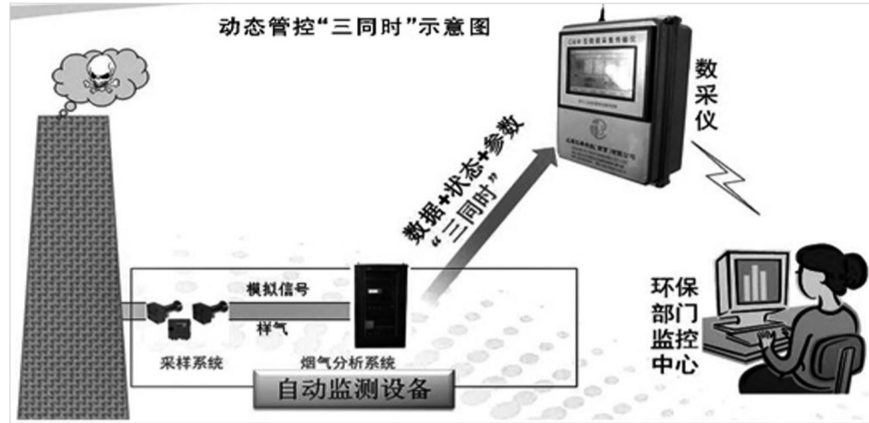 动态管控“三同时”示意图
数采仪
数据+状态+参数
“三同时”
模拟信号
样气
采样系统
烟气分析系统
自动监测设备
环保
部门
监控
中心